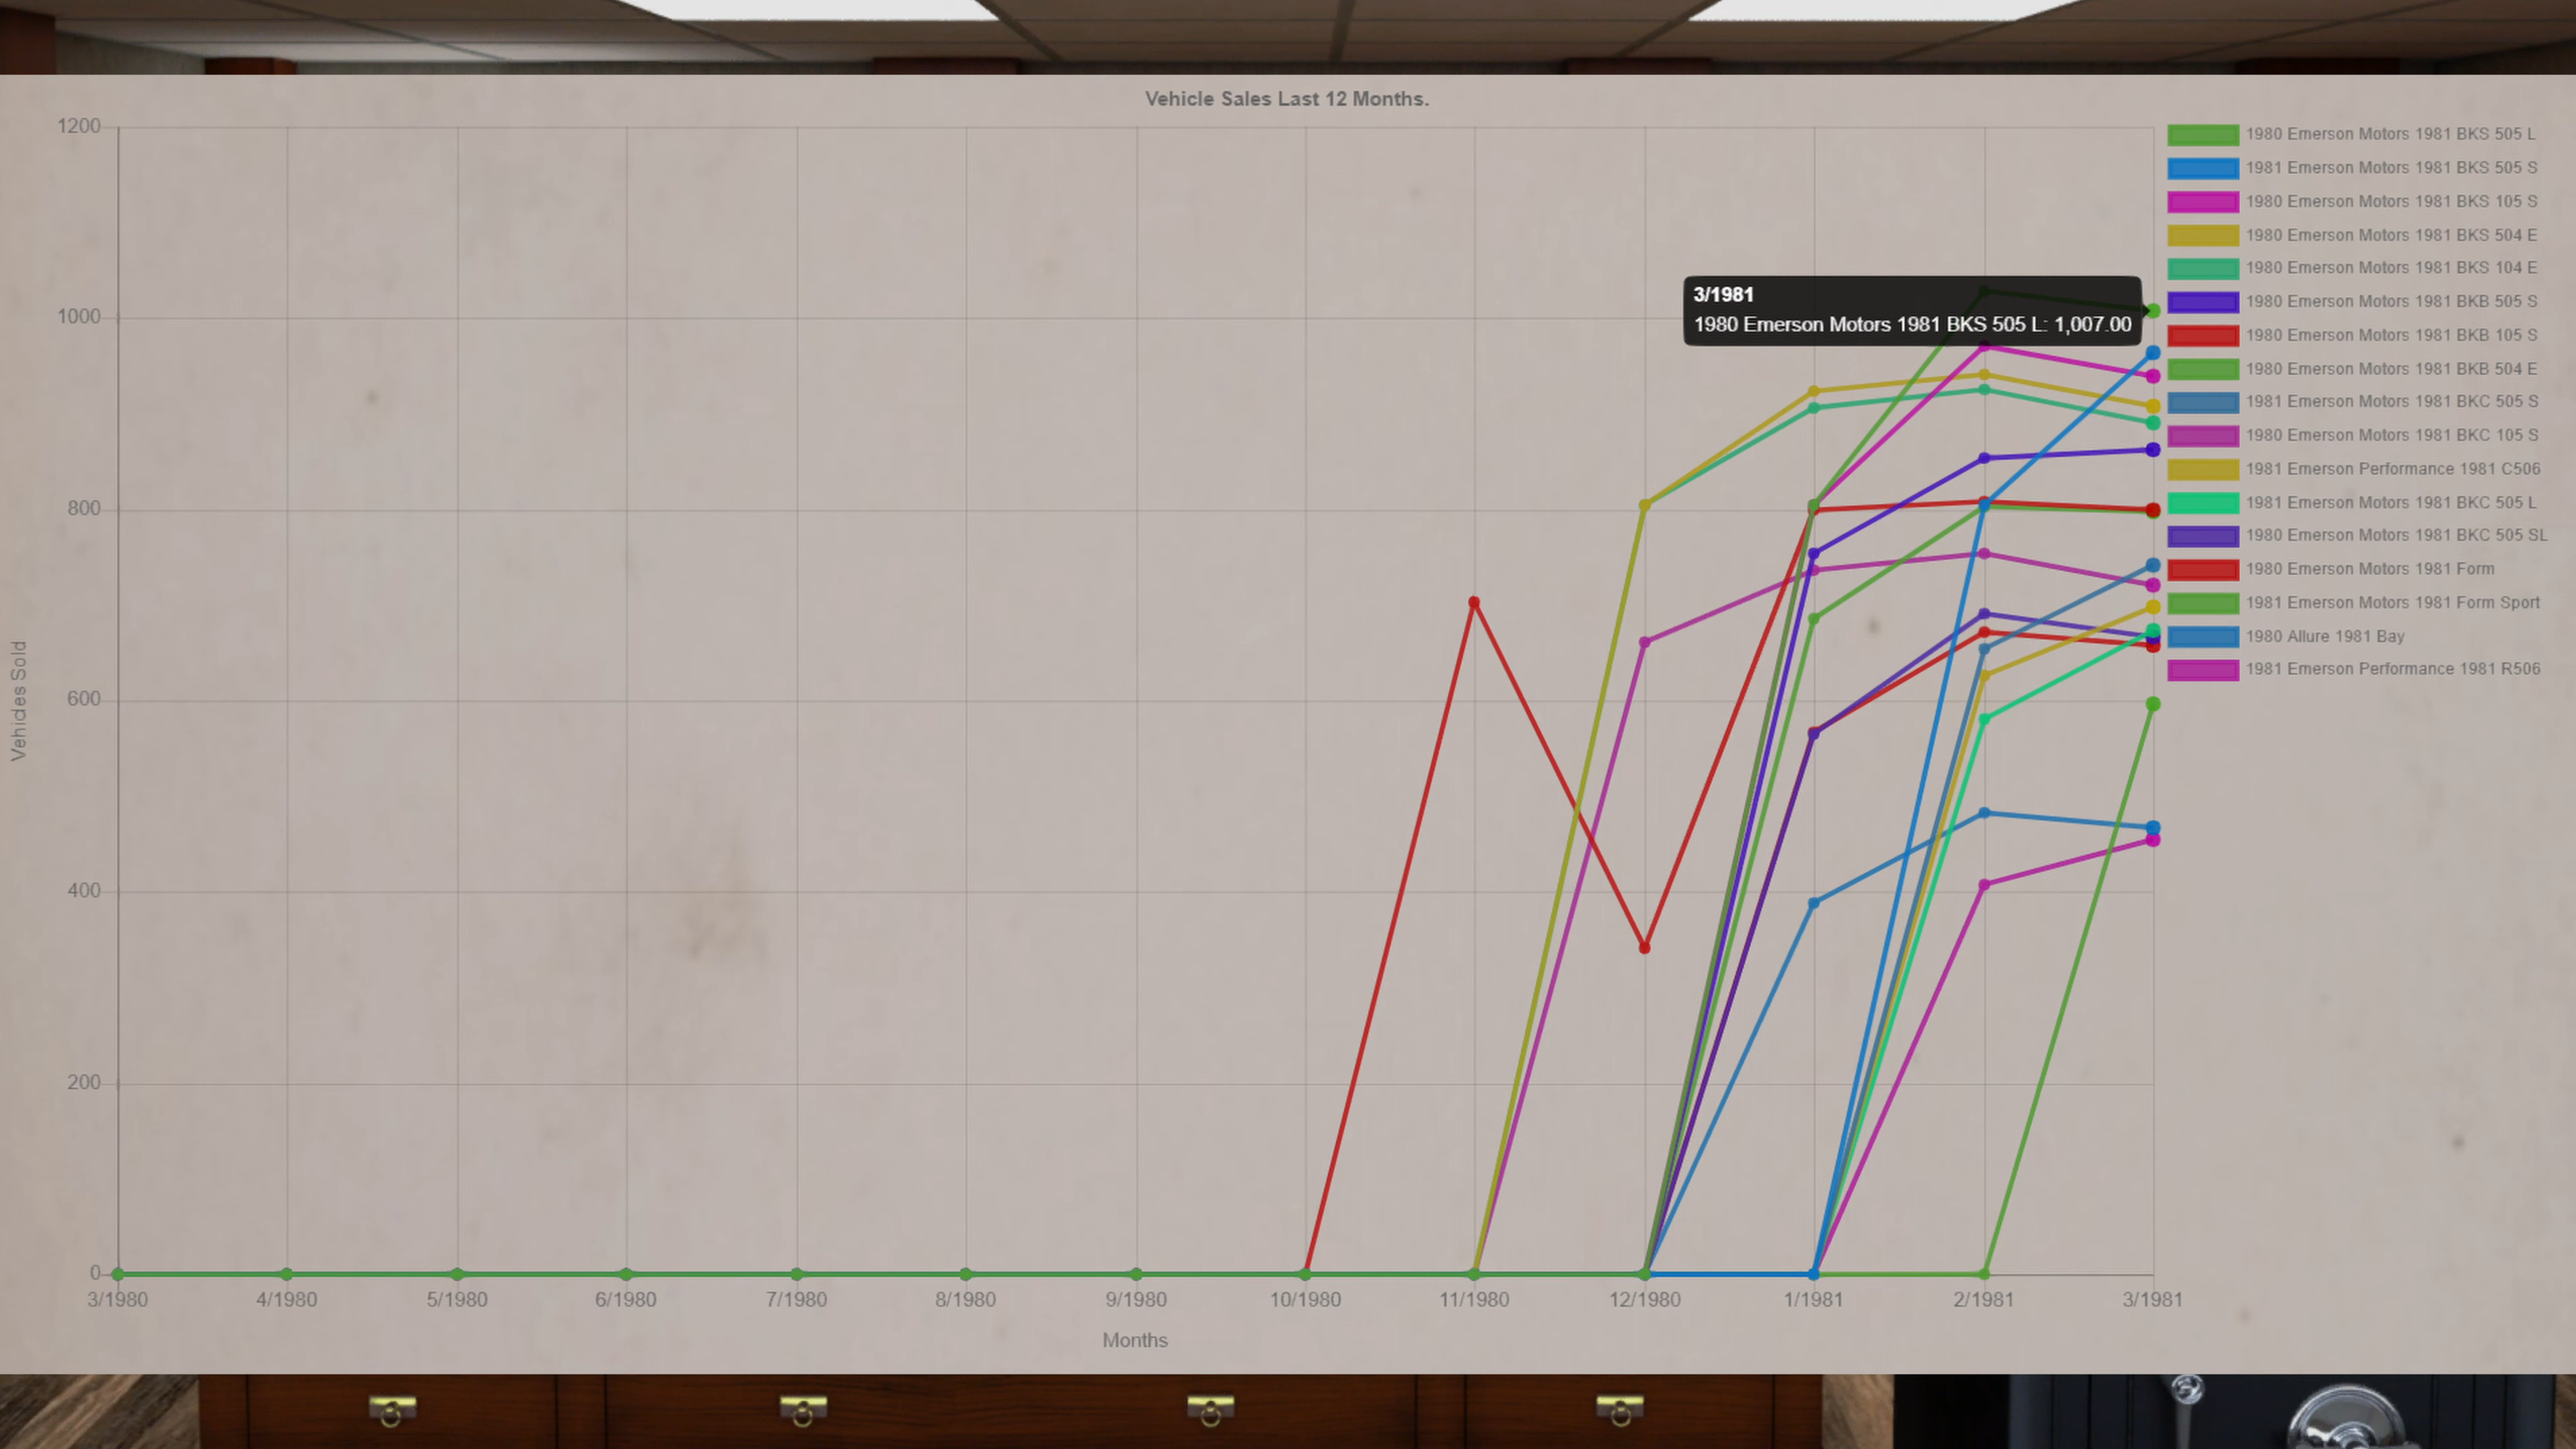 Vehicle Sales Last 12 Months.
1200
1000
800
600
400
200
0
Vehicles Sold
3/1980
4/1980
5/1980
6/1980
7/1980
8/1980
9/1980
10/1980
11/1980
12/1980
1/1981
2/1981
3/1981
Months
3/1981
1980 Emerson Motors 1981 BKS 505 L: 1,007.00
1980 Emerson Motors 1981 BKS 505 L
1981 Emerson Motors 1981 BKS 505 S
1980 Emerson Motors 1981 BKS 105 S
1980 Emerson Motors 1981 BKS 504 E
1980 Emerson Motors 1981 BKS 104 E
1980 Emerson Motors 1981 BKB 505 S
1980 Emerson Motors 1981 BKB 105 S
1980 Emerson Motors 1981 BKB 504 E
1981 Emerson Motors 1981 BKC 505 S
1980 Emerson Motors 1981 BKC 105 S
1981 Emerson Performance 1981 C506
1981 Emerson Motors 1981 BKC 505 L
1980 Emerson Motors 1981 BKC 505 SL
1980 Emerson Motors 1981 Form
1981 Emerson Motors 1981 Form Sport
1980 Allure 1981 Bay
1981 Emerson Performance 1981 R506